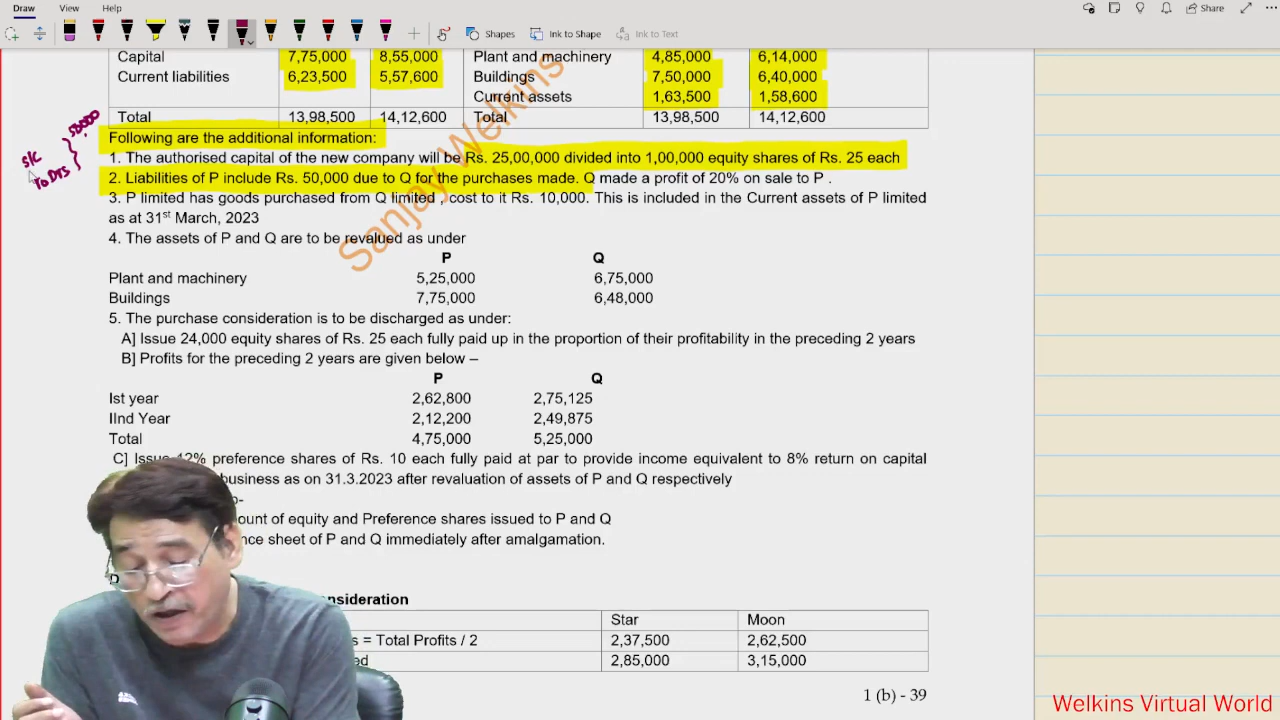 Draw View Help
Shapes Ink to Shape Ink to Text Share
Capital 7,75,000 8,55,000 Plant and machinery 4,85,000 6,14,000
Current liabilities 6,23,500 5,57,600 Buildings 7,50,000 6,40,000
Current assets 1,63,500 1,58,600
Total 13,98,500 14,12,600 Total 13,98,500 14,12,600
50000
S/C
To DTS
Following are the additional information:
1. The authorised capital of the new company will be Rs. 25,00,000 divided into 1,00,000 equity shares of Rs. 25 each
2. Liabilities of P include Rs. 50,000 due to Q for the purchases made. Q made a profit of 20% on sale to P .
3. P limited has goods purchased from Q limited , cost to it Rs. 10,000. This is included in the Current assets of P limited
as at 31st March, 2023
4. The assets of P and Q are to be revalued as under
P Q
Plant and machinery 5,25,000 6,75,000
Buildings 7,75,000 6,48,000
5. The purchase consideration is to be discharged as under:
A] Issue 24,000 equity shares of Rs. 25 each fully paid up in the proportion of their profitability in the preceding 2 years
B] Profits for the preceding 2 years are given below –
P Q
Ist year 2,62,800 2,75,125
IInd Year 2,12,200 2,49,875
Total 4,75,000 5,25,000
C] Issue 12% preference shares of Rs. 10 each fully paid at par to provide income equivalent to 8% return on capital
business as on 31.3.2023 after revaluation of assets of P and Q respectively
ount of equity and Preference shares issued to P and Q
nce sheet of P and Q immediately after amalgamation.
nsideration
Star Moon
s = Total Profits / 2 2,37,500 2,62,500
ed 2,85,000 3,15,000
1 (b) - 39
Sanjay Welkins
Welkins Virtual World